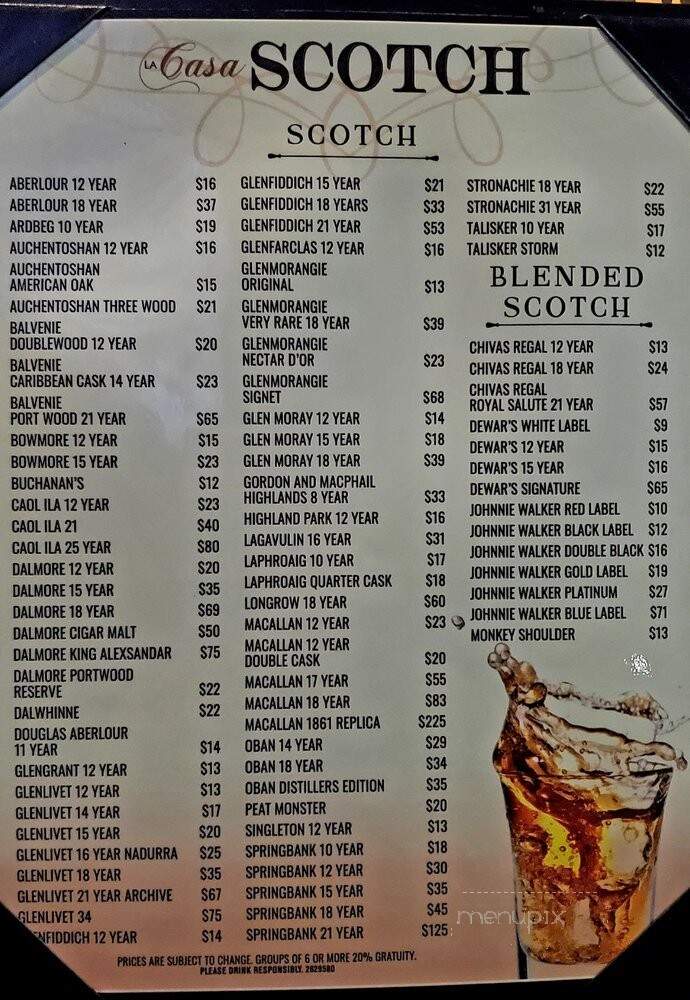 LA Casa SCOTCH
SCOTCH
ABERLOUR 12 YEAR $16
ABERLOUR 18 YEAR $37
ARDBEG 10 YEAR $19
AUCHENTOSHAN 12 YEAR $16
AUCHENTOSHAN
AMERICAN OAK $15
AUCHENTOSHAN THREE WOOD $21
BALVENIE
DOUBLEWOOD 12 YEAR $20
BALVENIE
CARIBBEAN CASK 14 YEAR $23
BALVENIE
PORT WOOD 21 YEAR $65
BOWMORE 12 YEAR $15
BOWMORE 15 YEAR $23
BUCHANAN'S $12
CAOL ILA 12 YEAR $23
CAOL ILA 21 $40
CAOL ILA 25 YEAR $80
DALMORE 12 YEAR $20
DALMORE 15 YEAR $35
DALMORE 18 YEAR $69
DALMORE CIGAR MALT $50
DALMORE KING ALEXSANDAR $75
DALMORE PORTWOOD
RESERVE $22
DALWHINNE $22
DOUGLAS ABERLOUR
11 YEAR $14
GLENGRANT 12 YEAR $13
GLENLIVET 12 YEAR $13
GLENLIVET 14 YEAR $17
GLENLIVET 15 YEAR $20
GLENLIVET 16 YEAR NADURRA $25
GLENLIVET 18 YEAR $35
GLENLIVET 21 YEAR ARCHIVE $67
GLENLIVET 34 $75
ENFIDDICH 12 YEAR $14
GLENFIDDICH 15 YEAR $21
GLENFIDDICH 18 YEARS $33
GLENFIDDICH 21 YEAR $53
GLENFARCLAS 12 YEAR $16
GLENMORANGIE
ORIGINAL $13
GLENMORANGIE
VERY RARE 18 YEAR $39
GLENMORANGIE
NECTAR D'OR $23
GLENMORANGIE
SIGNET $68
GLEN MORAY 12 YEAR $14
GLEN MORAY 15 YEAR $18
GLEN MORAY 18 YEAR $39
GORDON AND MACPHAIL
HIGHLANDS 8 YEAR $33
HIGHLAND PARK 12 YEAR $16
LAGAVULIN 16 YEAR $31
LAPHROAIG 10 YEAR $17
LAPHROAIG QUARTER CASK $18
LONGROW 18 YEAR $60
MACALLAN 12 YEAR $23
MACALLAN 12 YEAR
DOUBLE CASK $20
MACALLAN 17 YEAR $55
MACALLAN 18 YEAR $83
MACALLAN 1861 REPLICA $225
OBAN 14 YEAR $29
OBAN 18 YEAR $34
OBAN DISTILLERS EDITION $35
PEAT MONSTER $20
SINGLETON 12 YEAR $13
SPRINGBANK 10 YEAR $18
SPRINGBANK 12 YEAR $30
SPRINGBANK 15 YEAR $35
SPRINGBANK 18 YEAR $45
SPRINGBANK 21 YEAR $125
STRONACHIE 18 YEAR $22
STRONACHIE 31 YEAR $55
TALISKER 10 YEAR $17
TALISKER STORM $12
BLENDED
SCOTCH
CHIVAS REGAL 12 YEAR $13
CHIVAS REGAL 18 YEAR $24
CHIVAS REGAL
ROYAL SALUTE 21 YEAR $57
DEWAR'S WHITE LABEL $9
DEWAR'S 12 YEAR $15
DEWAR'S 15 YEAR $16
DEWAR'S SIGNATURE $65
JOHNNIE WALKER RED LABEL $10
JOHNNIE WALKER BLACK LABEL $12
JOHNNIE WALKER DOUBLE BLACK $16
JOHNNIE WALKER GOLD LABEL $19
JOHNNIE WALKER PLATINUM $27
JOHNNIE WALKER BLUE LABEL $71
MONKEY SHOULDER $13
menupix
PRICES ARE SUBJECT TO CHANGE. GROUPS OF 6 OR MORE 20% GRATUITY.
PLEASE DRINK RESPONSIBLY. 2629580